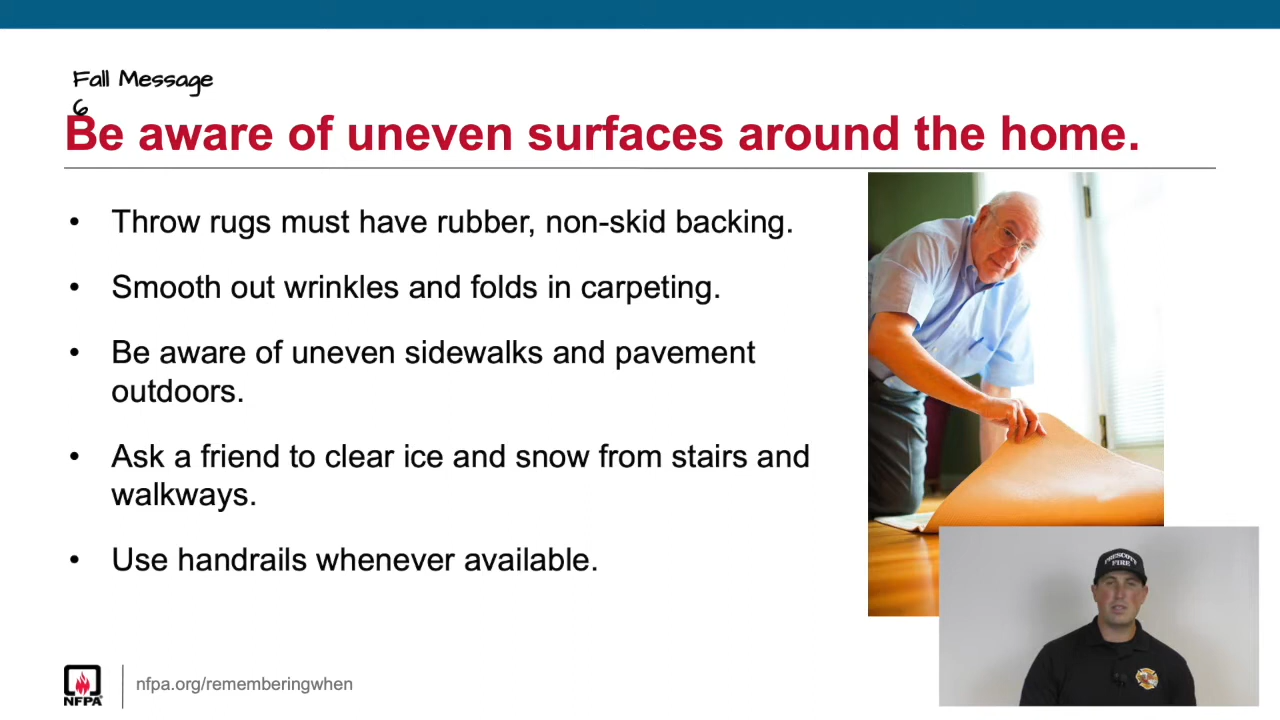 Fall Message
6
Be aware of uneven surfaces around the home.
• Throw rugs must have rubber, non-skid backing.
• Smooth out wrinkles and folds in carpeting.
• Be aware of uneven sidewalks and pavement
outdoors.
• Ask a friend to clear ice and snow from stairs and
walkways.
• Use handrails whenever available.
PRESCOTT
FIRE
NFPA
nfpa.org/rememberingwhen